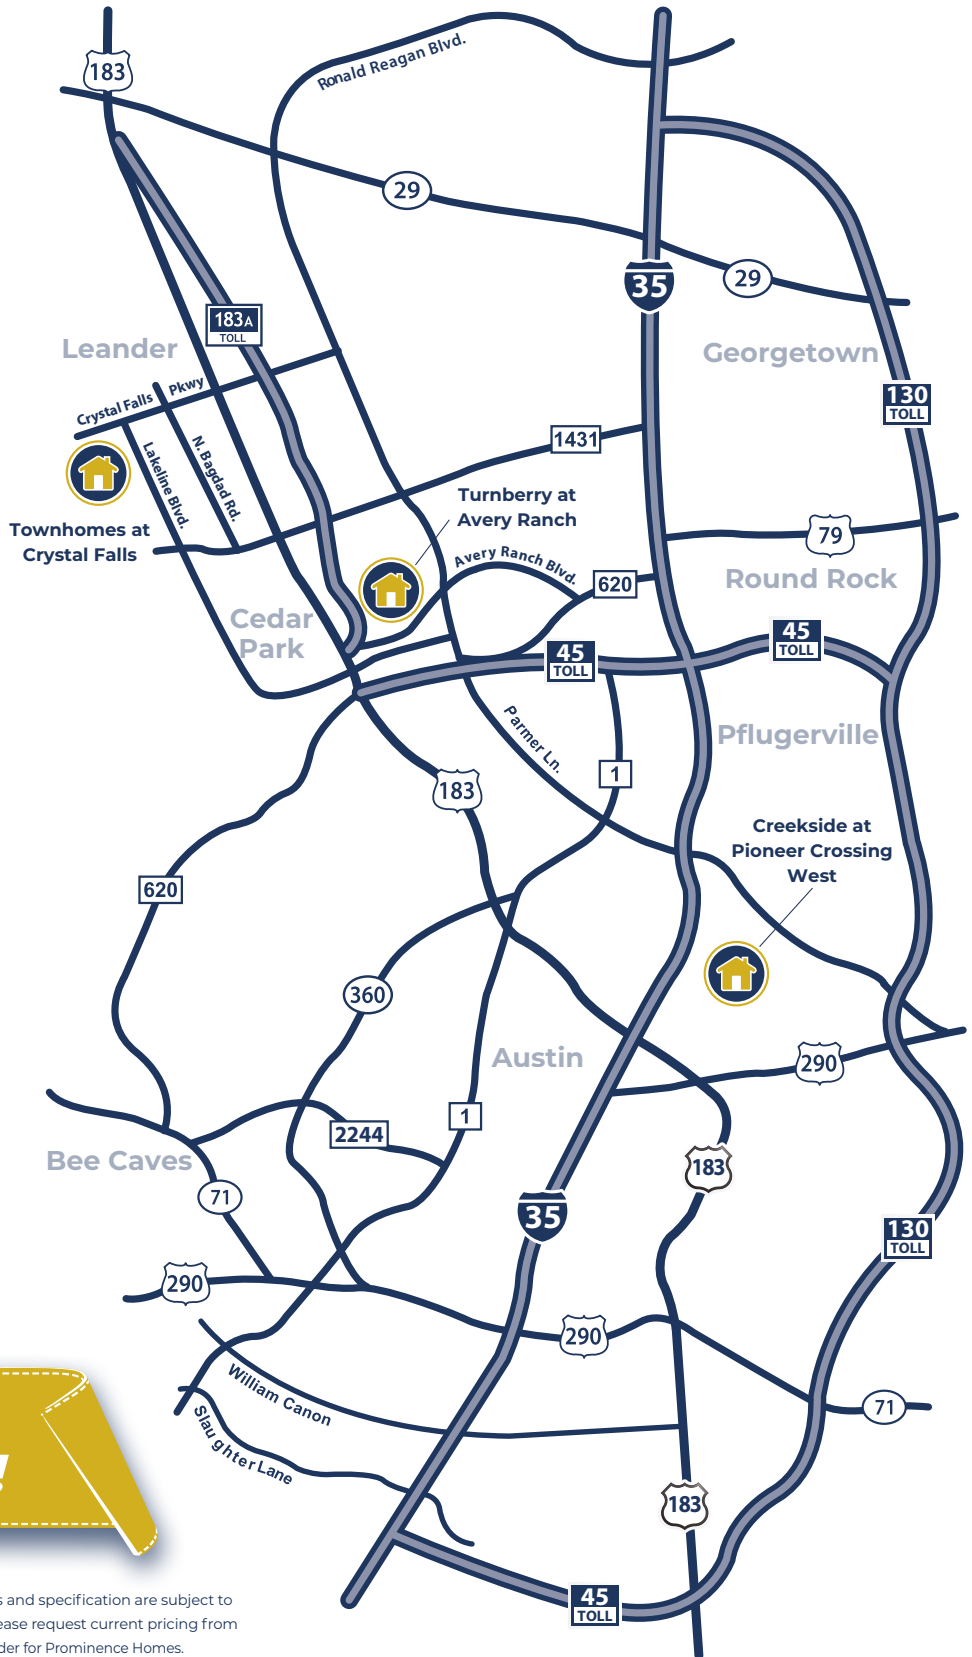 183
Ronald Reagan Blvd.
29
35
29
183A
TOLL
Leander
Georgetown
Crystal Falls Pkwy
130
TOLL
1431
Lakeline Blvd.
N. Bagdad Rd.
Turnberry at
Avery Ranch
Townhomes at
Crystal Falls
79
Avery Ranch Blvd.
620
Round Rock
Cedar
Park
45
TOLL
45
TOLL
Parmer Ln.
Pflugerville
1
183
Creekside at
Pioneer Crossing
West
620
360
Austin
290
1
2244
Bee Caves
183
71
35
130
TOLL
290
290
William Canon
71
Slaughter Lane
!
183
45
TOLL
and specification are subject to
request current pricing from
for Prominence Homes.